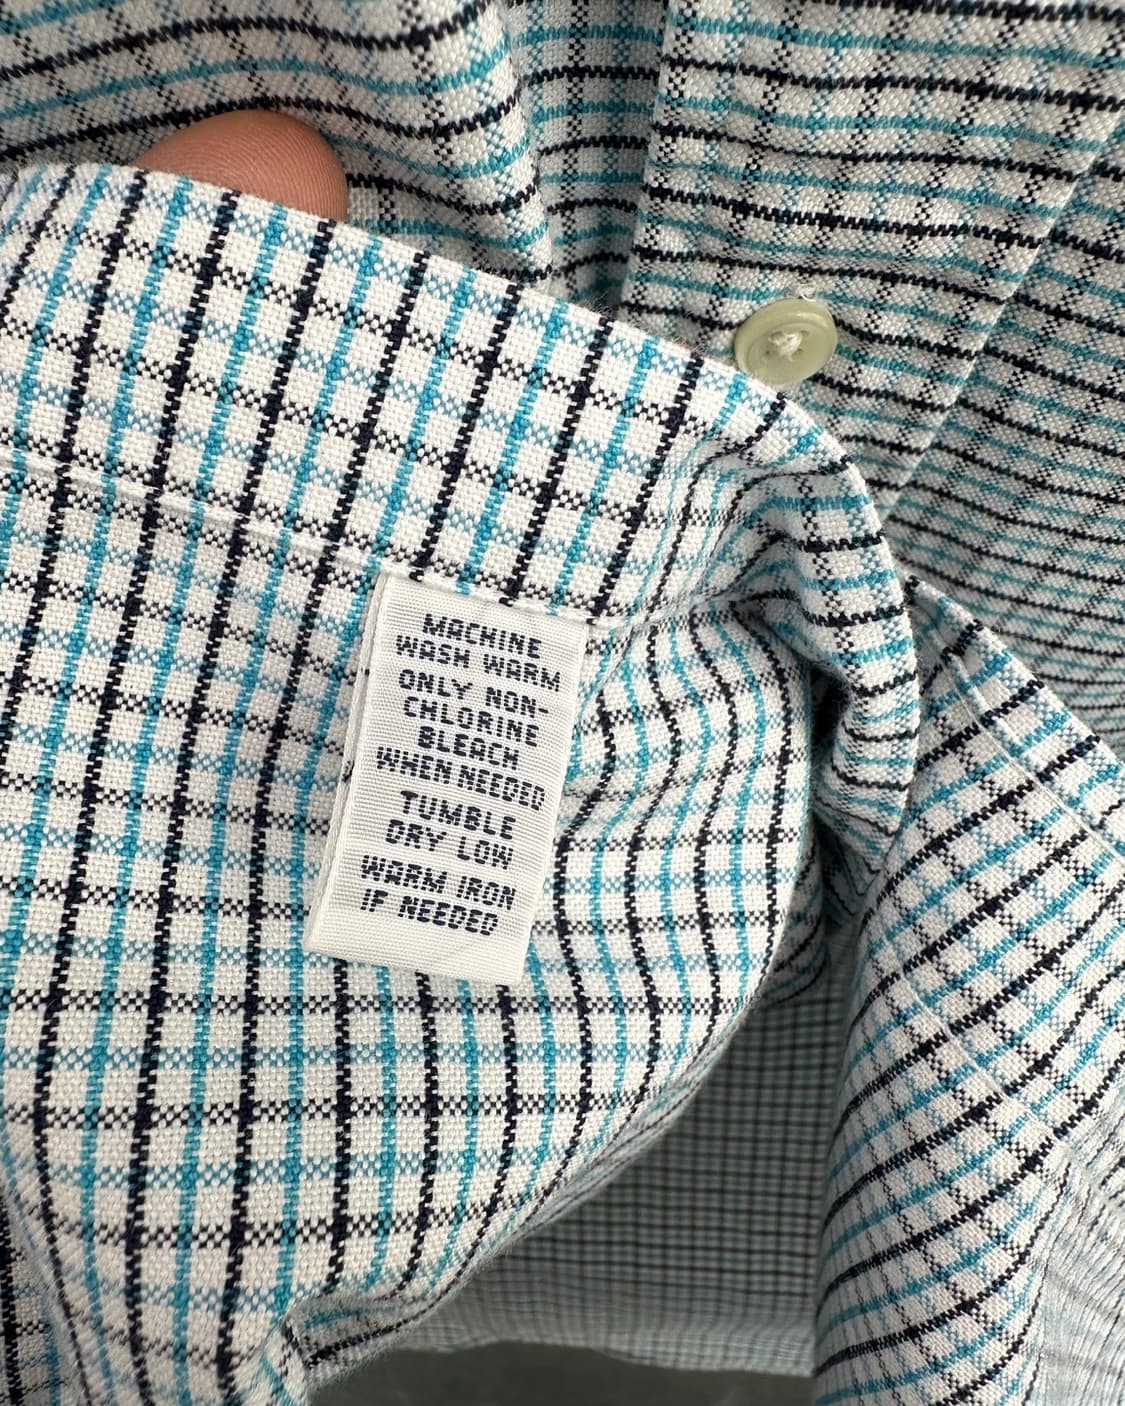 MACHINE
WASH WARM
ONLY NON-
CHLORINE
BLEACH
WHEN NEEDED
TUMBLE
DRY LOW
WARM IRON
IF NEEDED